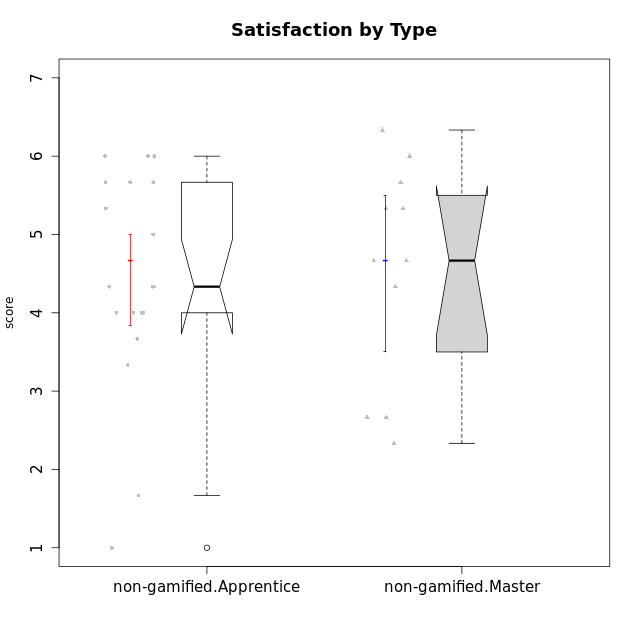 Satisfaction by Type
7
6
5
4
3
2
1
score
non-gamified.Apprentice
non-gamified.Master